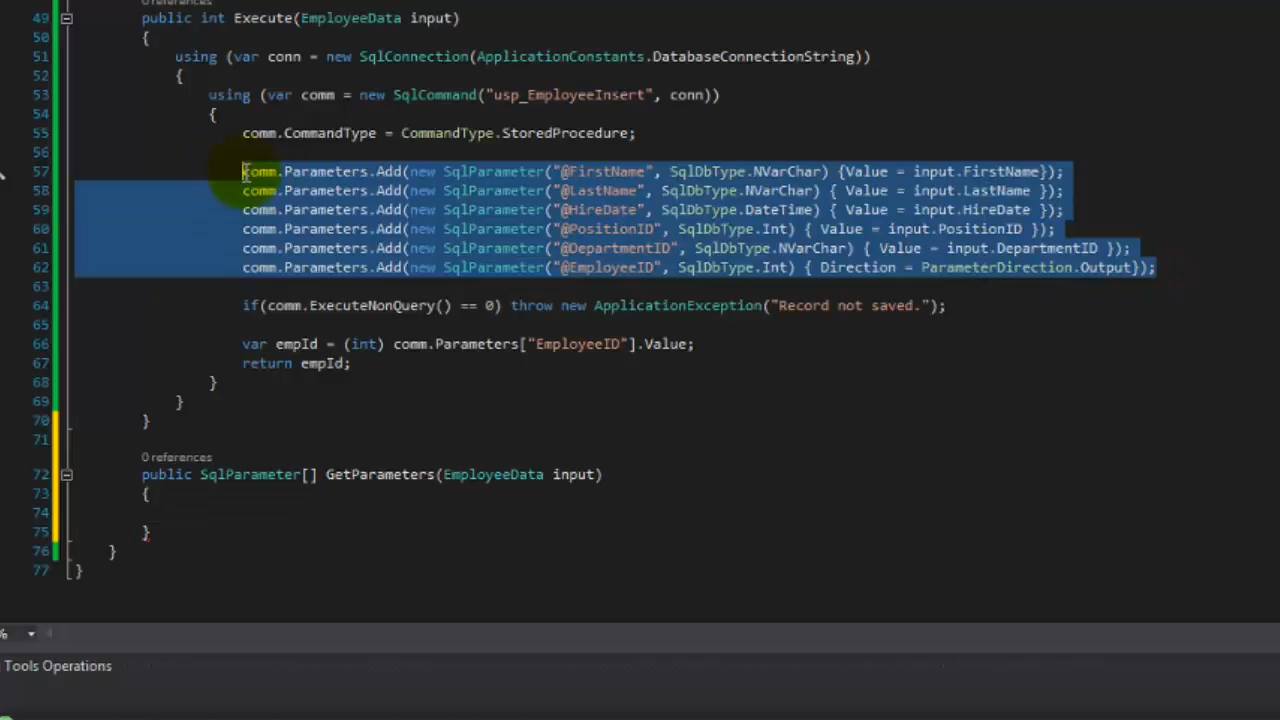 0 references
49 public int Execute(EmployeeData input)
50 {
51 using (var conn = new SqlConnection(ApplicationConstants.DatabaseConnectionString))
52 {
53 using (var comm = new SqlCommand("usp_EmployeeInsert", conn))
54 {
55 comm.CommandType = CommandType.StoredProcedure;
56
57 comm.Parameters.Add(new SqlParameter("@FirstName", SqlDbType.NVarChar) {Value = input.FirstName});
58 comm.Parameters.Add(new SqlParameter("@LastName", SqlDbType.NVarChar) { Value = input.LastName });
59 comm.Parameters.Add(new SqlParameter("@HireDate", SqlDbType.DateTime) { Value = input.HireDate });
60 comm.Parameters.Add(new SqlParameter("@PositionID", SqlDbType.Int) { Value = input.PositionID });
61 comm.Parameters.Add(new SqlParameter("@DepartmentID", SqlDbType.NVarChar) { Value = input.DepartmentID });
62 comm.Parameters.Add(new SqlParameter("@EmployeeID", SqlDbType.Int) { Direction = ParameterDirection.Output});
63
64 if(comm.ExecuteNonQuery() == 0) throw new ApplicationException("Record not saved.");
65
66 var empId = (int) comm.Parameters["EmployeeID"].Value;
67 return empId;
68 }
69 }
70 }
71
0 references
72 public SqlParameter[] GetParameters(EmployeeData input)
73 {
74
75 }
76 }
77 }
%
Tools Operations